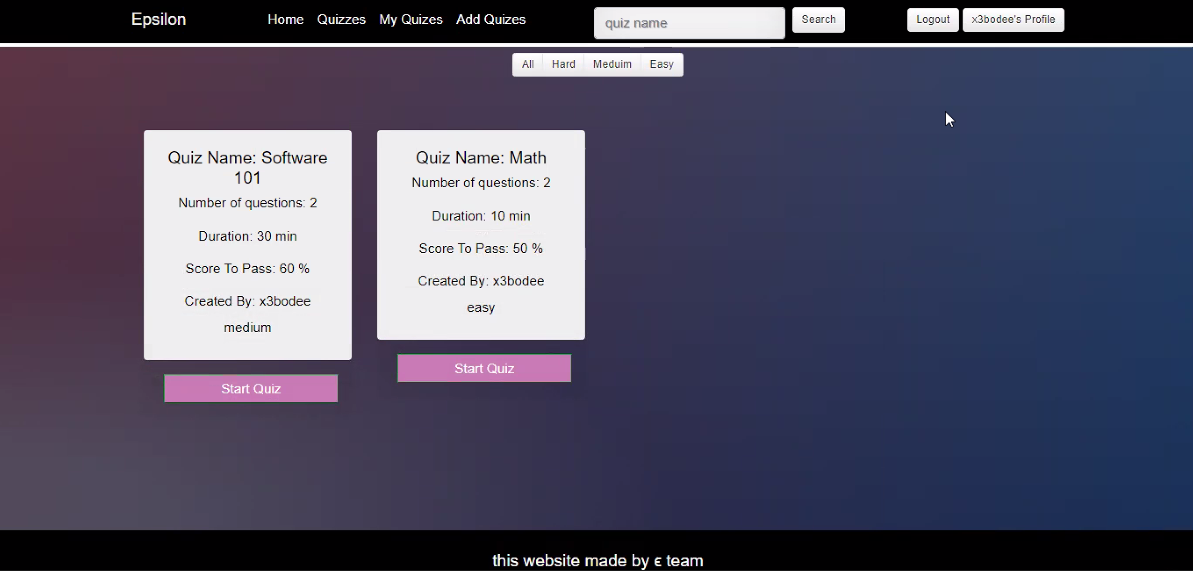 Epsilon Home Quizzes My Quizes Add Quizes quiz name Search Logout x3bodee's Profile
All Hard Meduim Easy
Quiz Name: Software
101
Number of questions: 2
Duration: 30 min
Score To Pass: 60 %
Created By: x3bodee
medium
Start Quiz
Quiz Name: Math
Number of questions: 2
Duration: 10 min
Score To Pass: 50 %
Created By: x3bodee
easy
Start Quiz
this website made by ϵ team